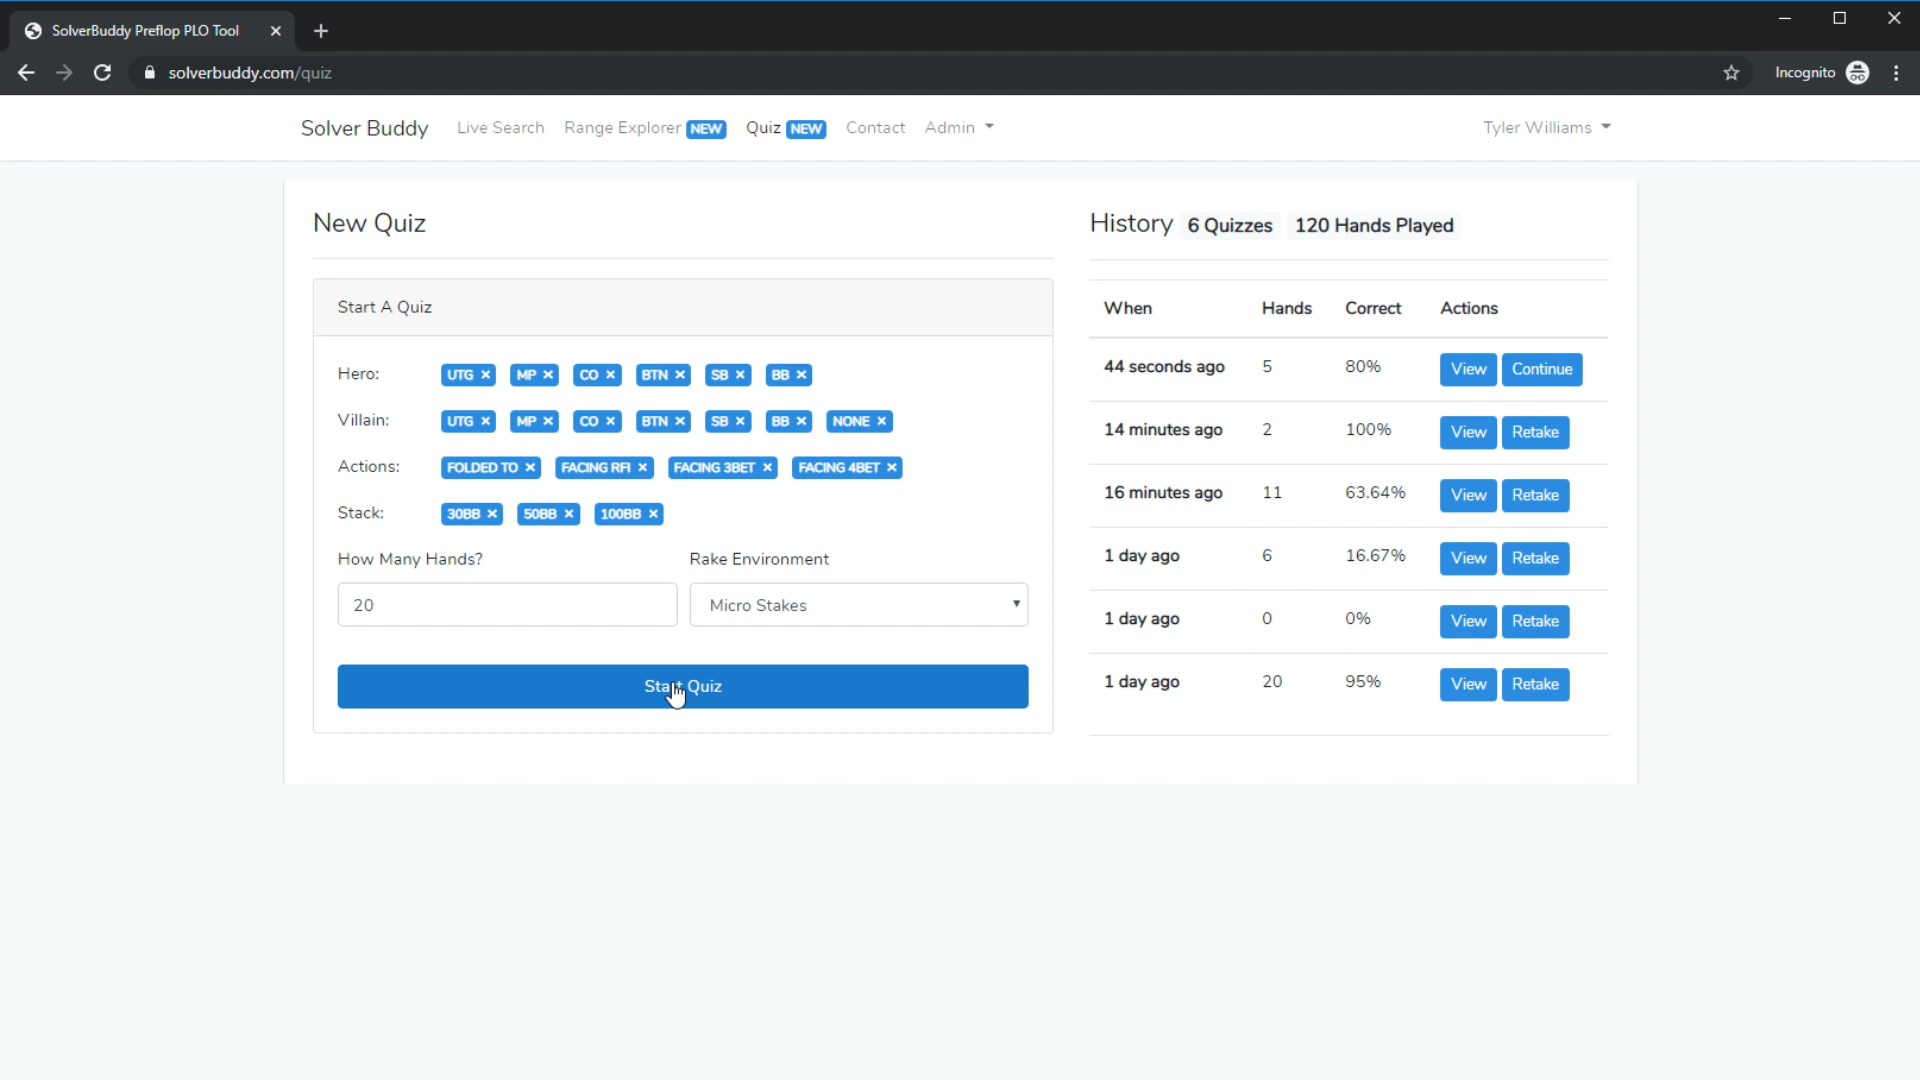 SolverBuddy Preflop PLO Tool
solverbuddy.com/quiz
Incognito
Solver Buddy Live Search Range Explorer NEW Quiz NEW Contact Admin Tyler Williams
New Quiz
Start A Quiz
Hero: UTG × MP × CO × BTN × SB × BB ×
Villain: UTG × MP × CO × BTN × SB × BB × NONE ×
Actions: FOLDED TO × FACING RFI × FACING 3BET × FACING 4BET ×
Stack: 30BB × 50BB × 100BB ×
How Many Hands? Rake Environment
20 Micro Stakes
Start Quiz
History 6 Quizzes 120 Hands Played
When Hands Correct Actions
44 seconds ago 5 80% View Continue
14 minutes ago 2 100% View Retake
16 minutes ago 11 63.64% View Retake
1 day ago 6 16.67% View Retake
1 day ago 0 0% View Retake
1 day ago 20 95% View Retake